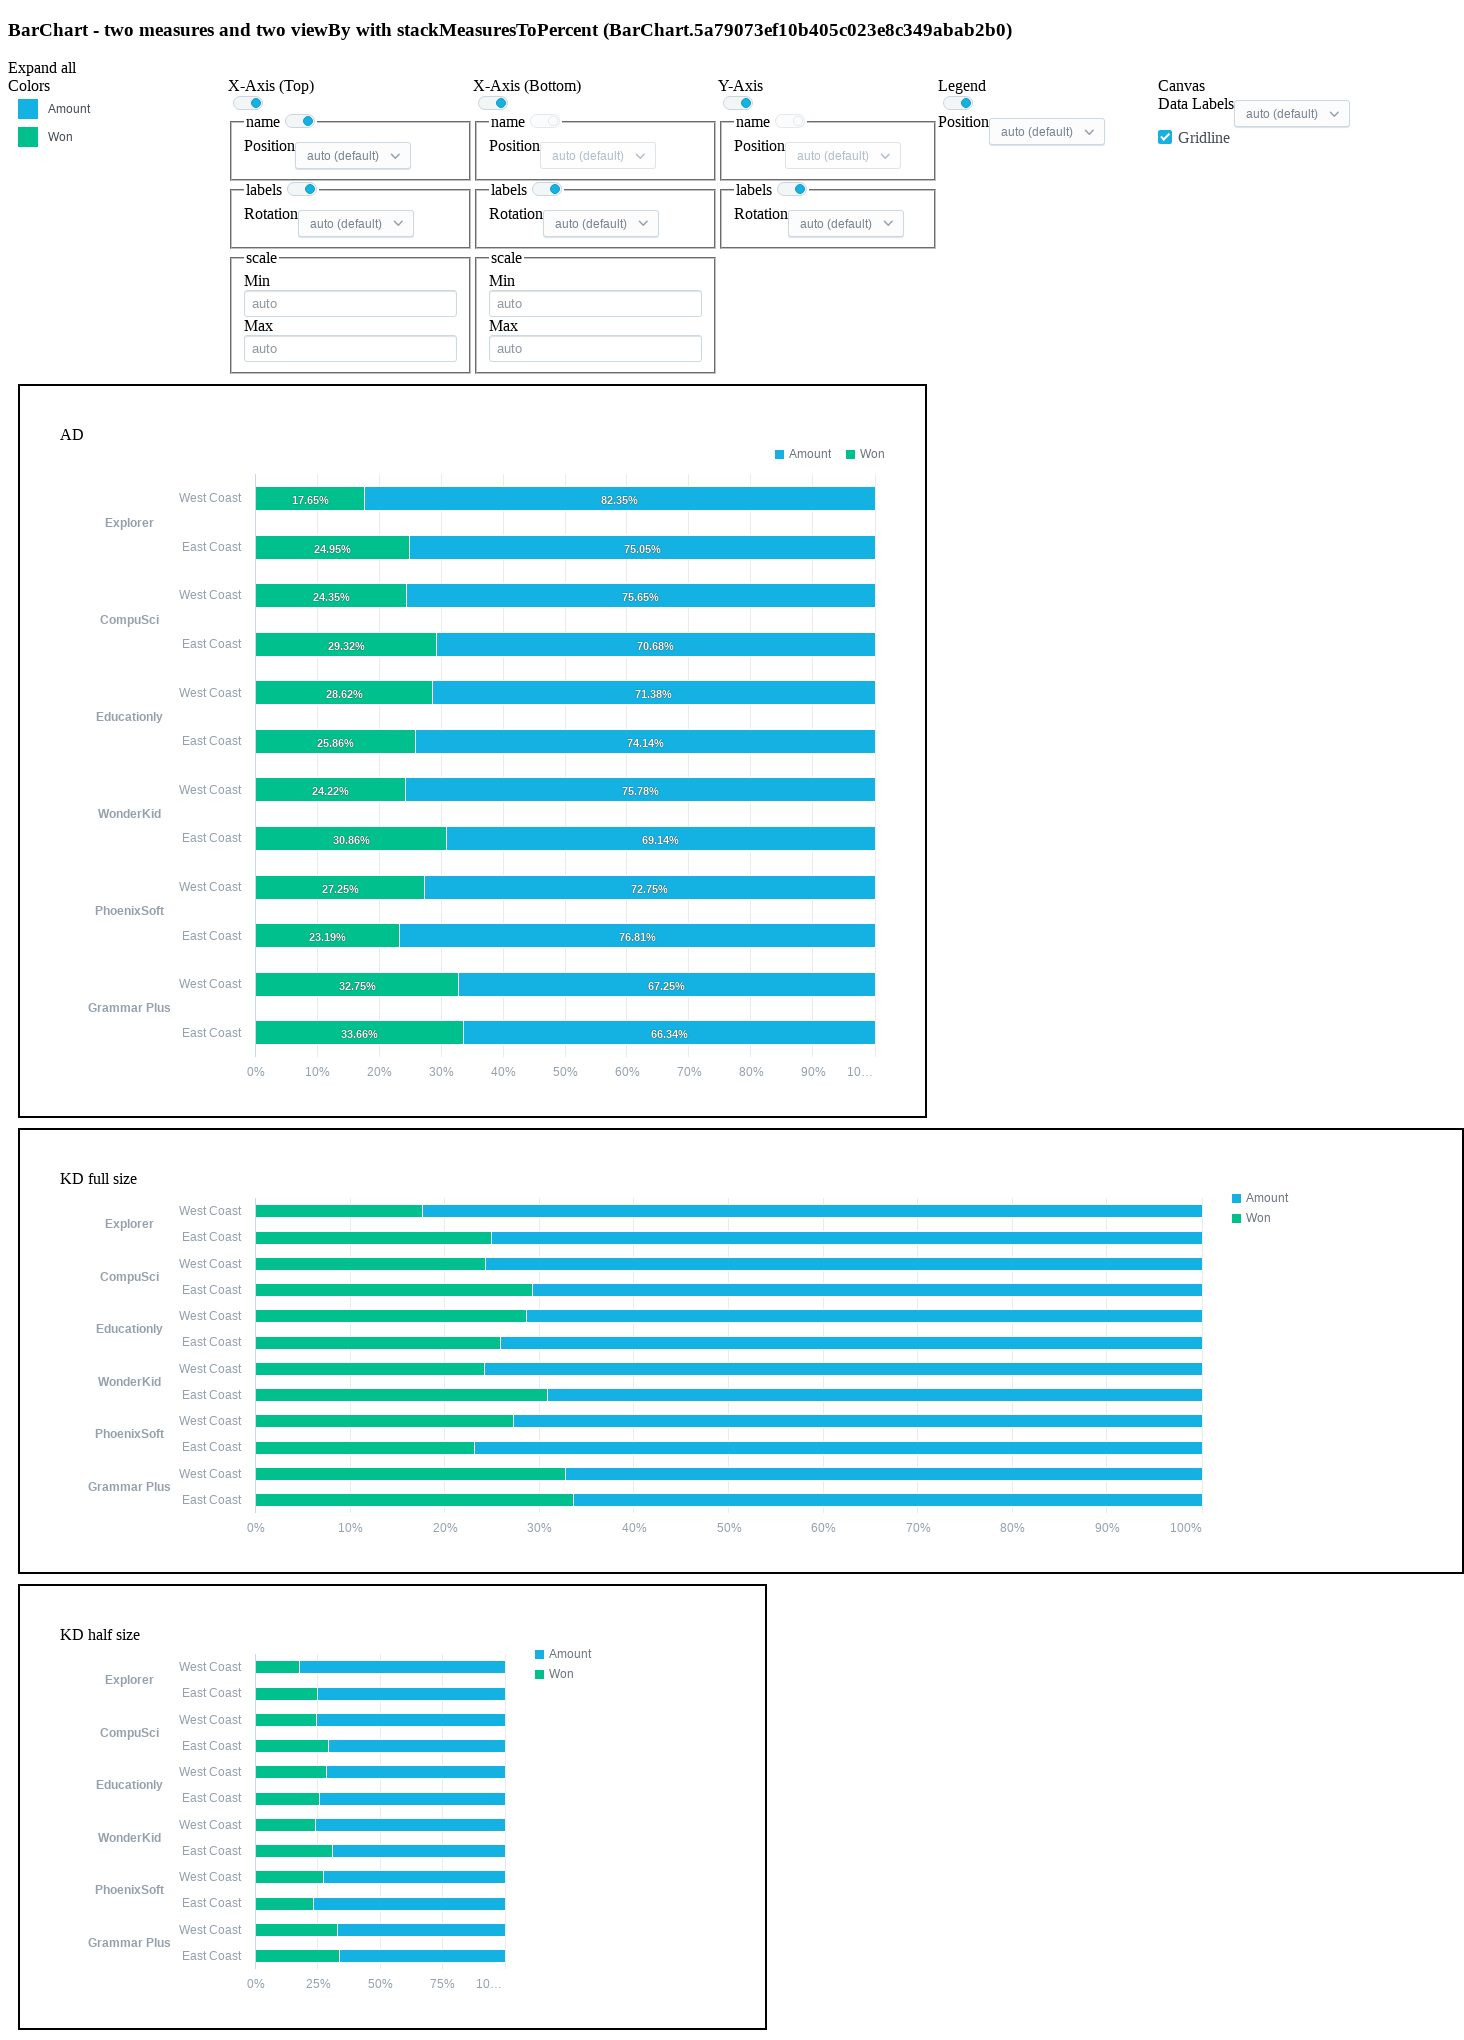 BarChart - two measures and two viewBy with stackMeasuresToPercent (BarChart.5a79073ef10b405c023e8c349abab2b0)
Expand all
Colors
Amount
Won
X-Axis (Top)
name
Position auto (default)
labels
Rotation auto (default)
scale
Min
auto
Max
auto
X-Axis (Bottom)
name
Position auto (default)
labels
Rotation auto (default)
scale
Min
auto
Max
auto
Y-Axis
name
Position auto (default)
labels
Rotation auto (default)
Legend
Position auto (default)
Canvas
Data Labels auto (default)
Gridline
AD
Amount Won
Explorer
West Coast 17.65% 82.35%
East Coast 24.95% 75.05%
CompuSci
West Coast 24.35% 75.65%
East Coast 29.32% 70.68%
Educationly
West Coast 28.62% 71.38%
East Coast 25.86% 74.14%
WonderKid
West Coast 24.22% 75.78%
East Coast 30.86% 69.14%
PhoenixSoft
West Coast 27.25% 72.75%
East Coast 23.19% 76.81%
Grammar Plus
West Coast 32.75% 67.25%
East Coast 33.66% 66.34%
0% 10% 20% 30% 40% 50% 60% 70% 80% 90% 10…
KD full size
Amount
Won
Explorer
West Coast
East Coast
CompuSci
West Coast
East Coast
Educationly
West Coast
East Coast
WonderKid
West Coast
East Coast
PhoenixSoft
West Coast
East Coast
Grammar Plus
West Coast
East Coast
0% 10% 20% 30% 40% 50% 60% 70% 80% 90% 100%
KD half size
Amount
Won
Explorer
West Coast
East Coast
CompuSci
West Coast
East Coast
Educationly
West Coast
East Coast
WonderKid
West Coast
East Coast
PhoenixSoft
West Coast
East Coast
Grammar Plus
West Coast
East Coast
0% 25% 50% 75% 10…